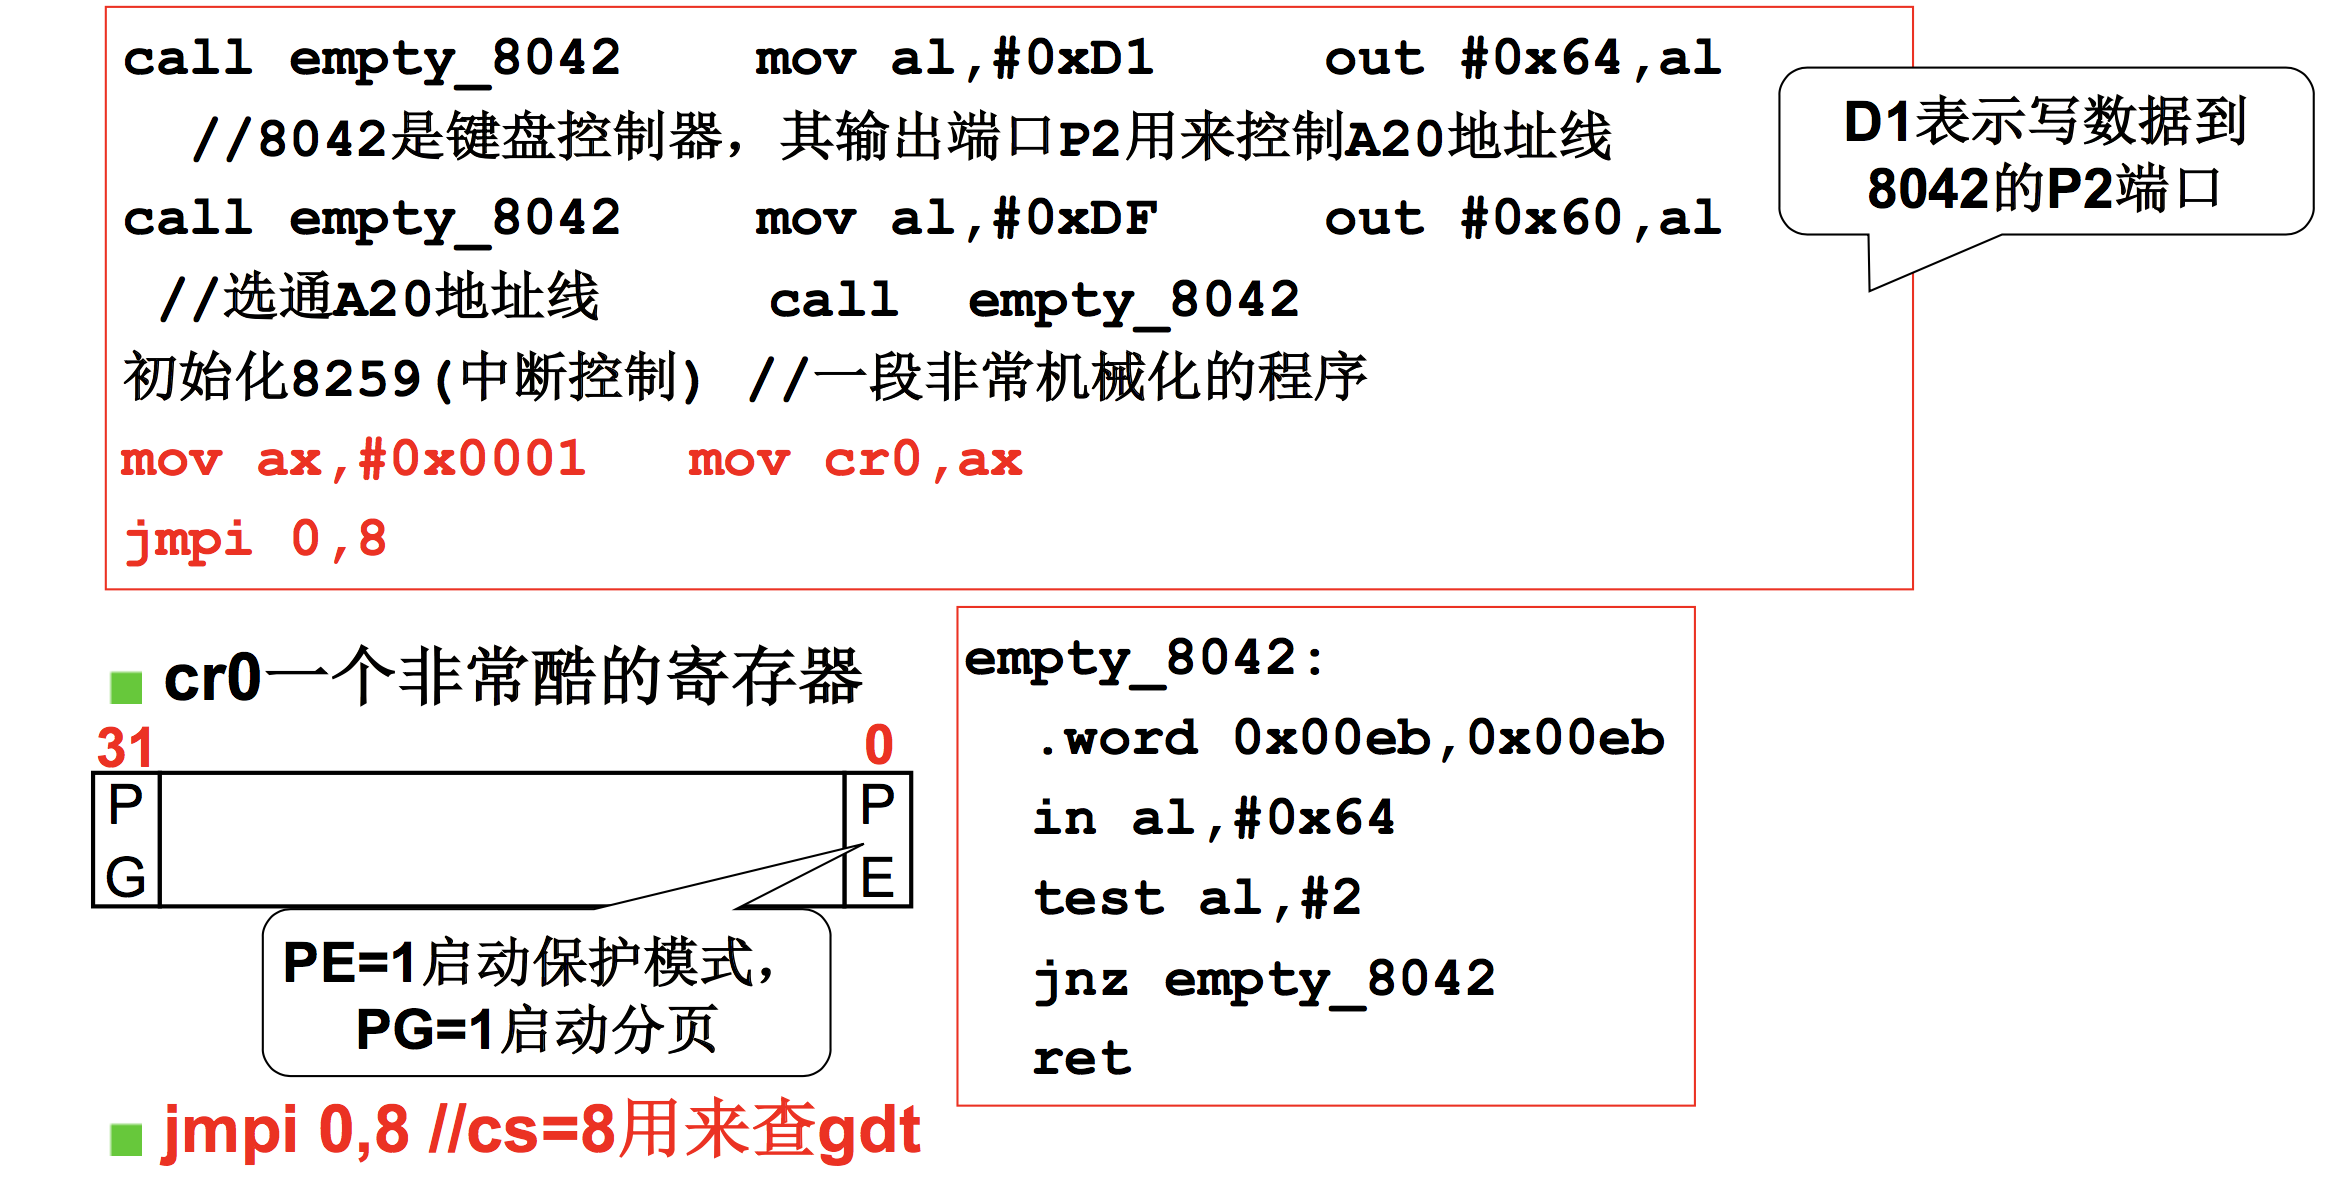 call empty_8042    mov al,#0xD1    out #0x64,al
//8042是键盘控制器，其输出端口P2用来控制A20地址线
call empty_8042    mov al,#0xDF    out #0x60,al
//选通A20地址线    call empty_8042
初始化8259(中断控制) //一段非常机械化的程序
mov ax,#0x0001    mov cr0,ax
jmpi 0,8
D1表示写数据到
8042的P2端口
cr0一个非常酷的寄存器
31 0
P P
G E
PE=1启动保护模式，
PG=1启动分页
jmpi 0,8 //cs=8用来查gdt
empty_8042:
.word 0x00eb,0x00eb
in al,#0x64
test al,#2
jnz empty_8042
ret